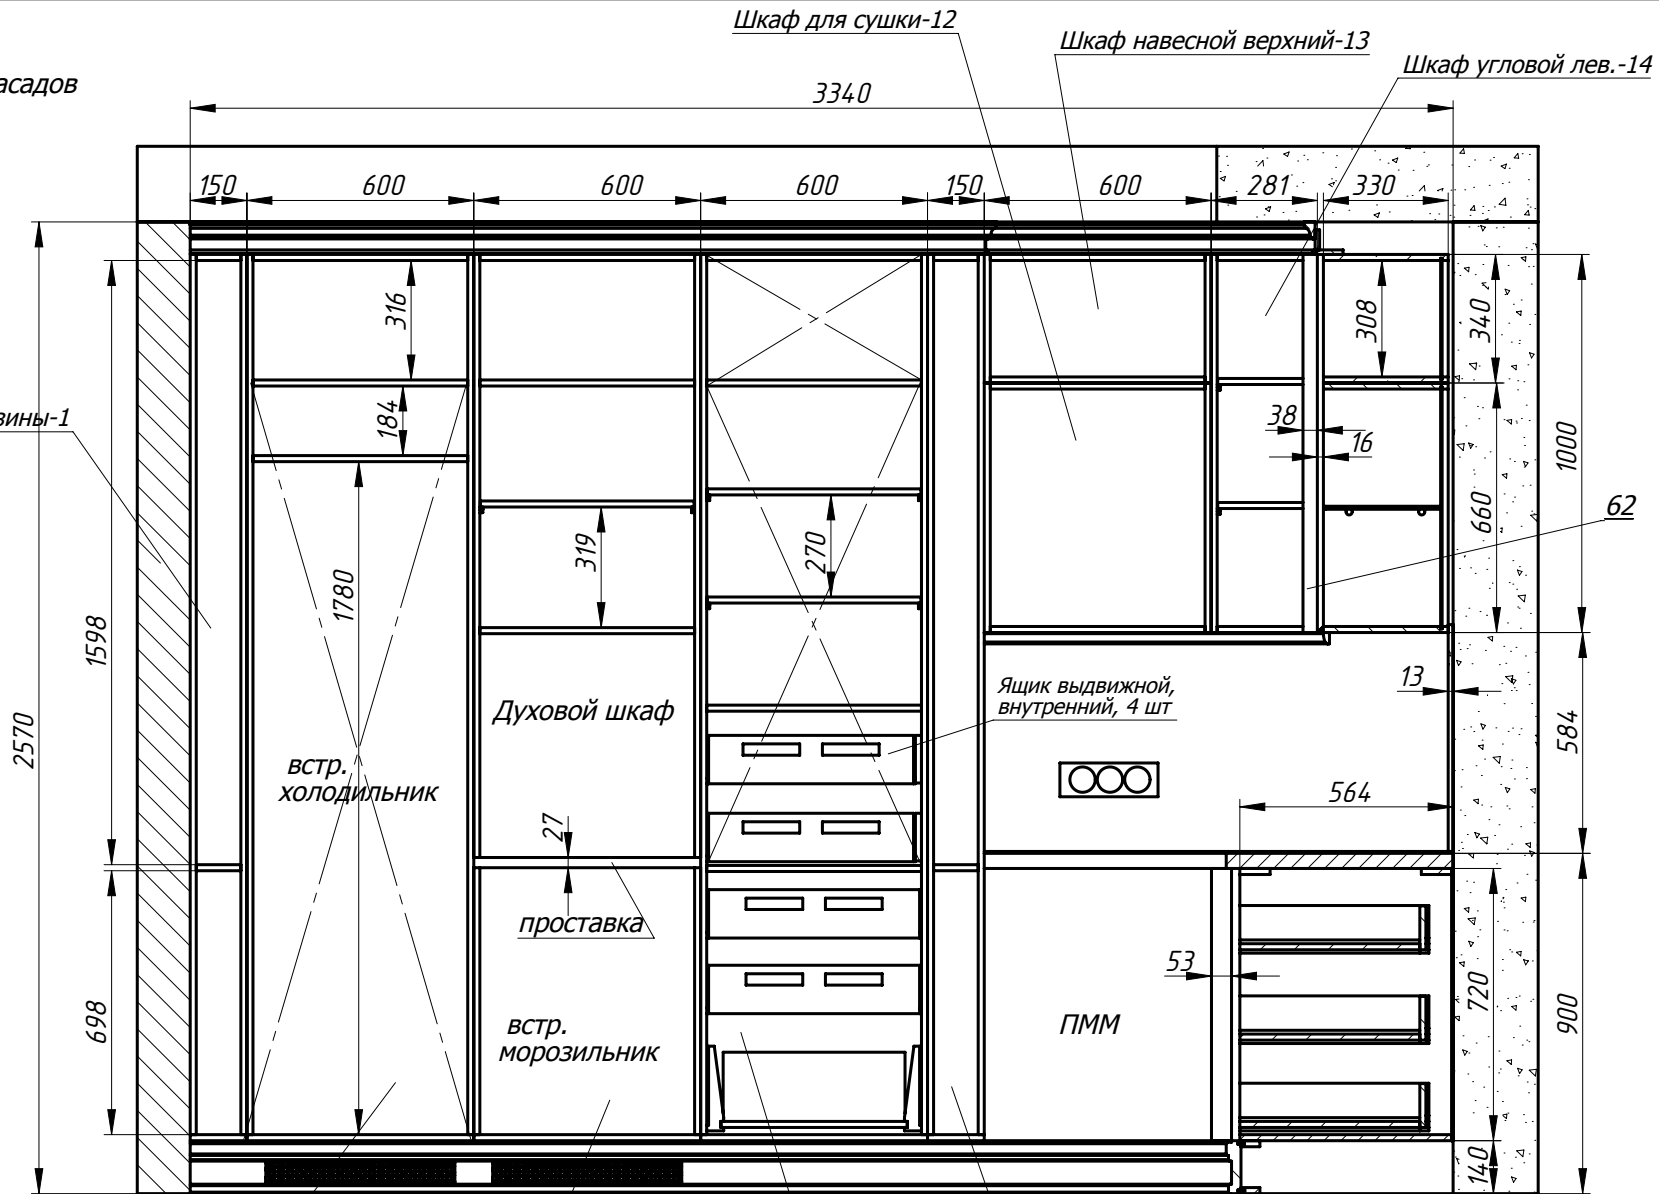 Шкаф для сушки-12
Шкаф навесной верхний-13
Шкаф угловой лев.-14
асадов
3340
150
600
600
600
150
600
281
330
316
308
340
184
вины-1
38
16
1000
62
660
319
270
1780
1598
13
Ящик выдвижной,
внутренний, 4 шт
Духовой шкаф
2570
584
встр.
холодильник
564
27
проставка
53
720
698
встр.
морозильник
ПММ
900
140